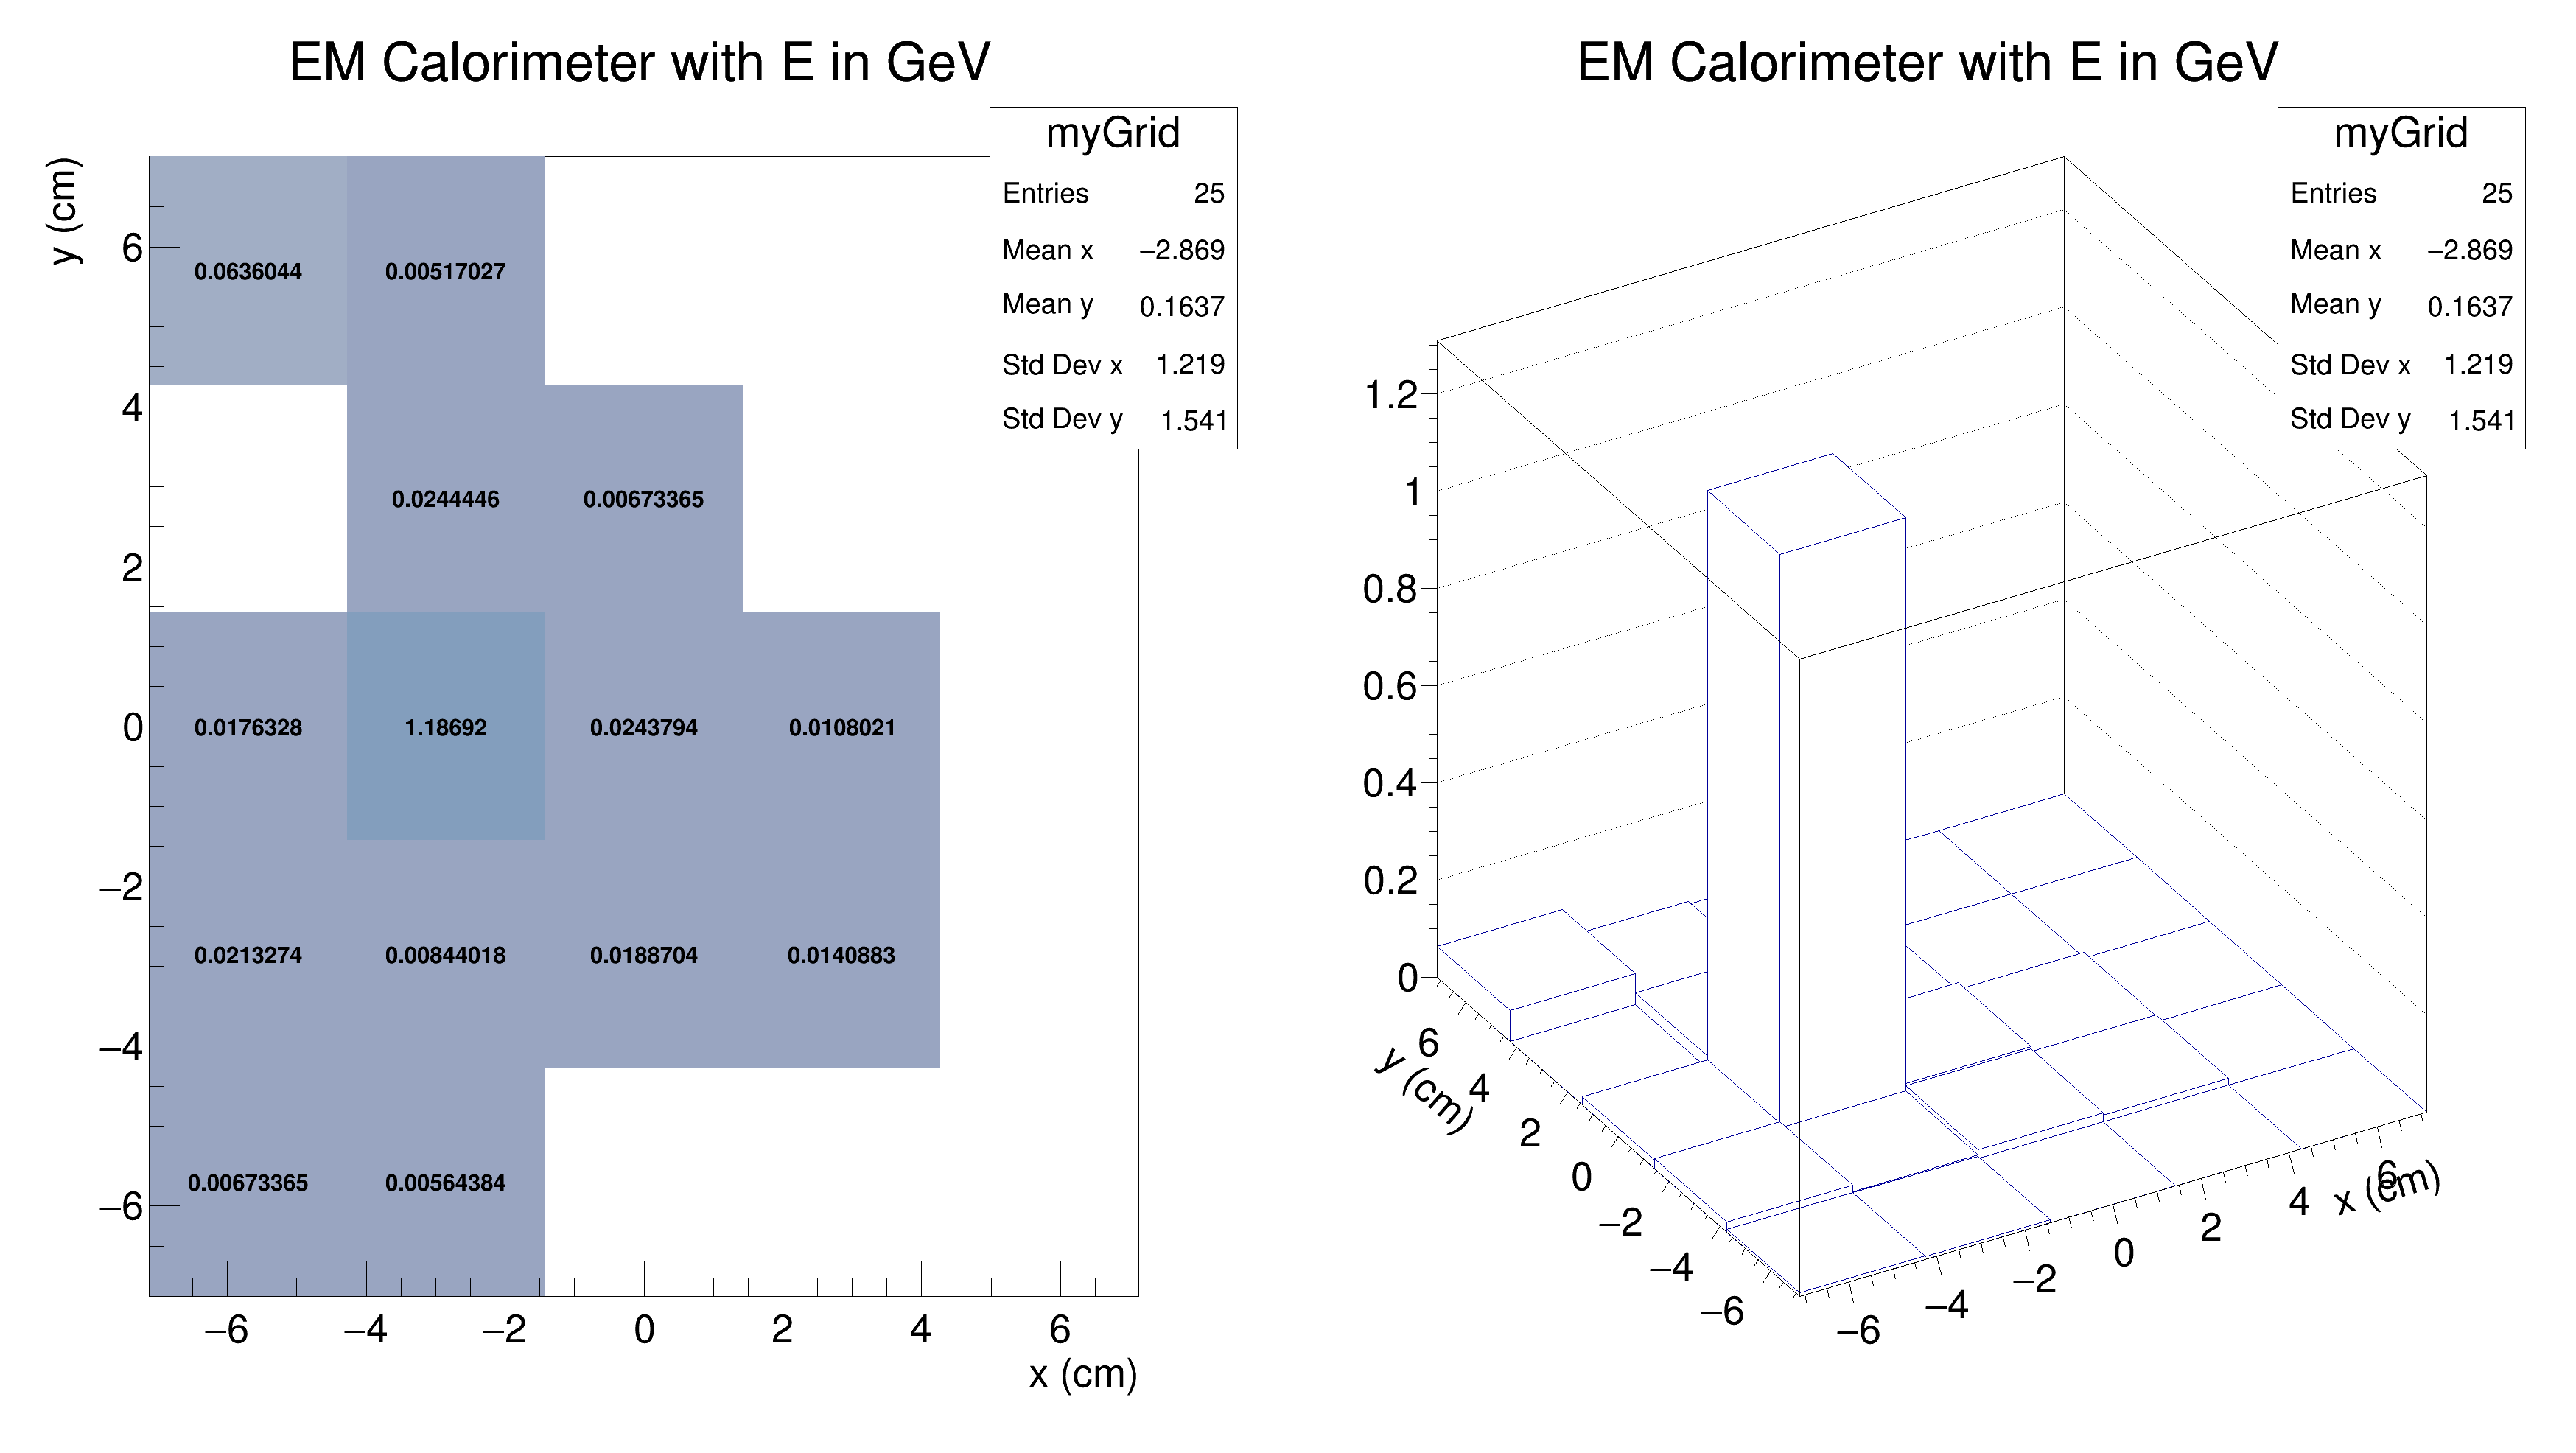 EM Calorimeter with E in GeV
myGrid
Entries 25
Mean x −2.869
Mean y 0.1637
Std Dev x 1.219
Std Dev y 1.541
y (cm)
6
4
2
0
−2
−4
−6
0.0636044 0.00517027
0.0244446 0.00673365
0.0176328 1.18692 0.0243794 0.0108021
0.0213274 0.00844018 0.0188704 0.0140883
0.00673365 0.00564384
−6 −4 −2 0 2 4 6
x (cm)
EM Calorimeter with E in GeV
myGrid
Entries 25
Mean x −2.869
Mean y 0.1637
Std Dev x 1.219
Std Dev y 1.541
1.2
1
0.8
0.6
0.4
0.2
0
y (cm)
6
4
2
0
−2
−4
−6
−6 −4 −2 0 2 4 6
x (cm)